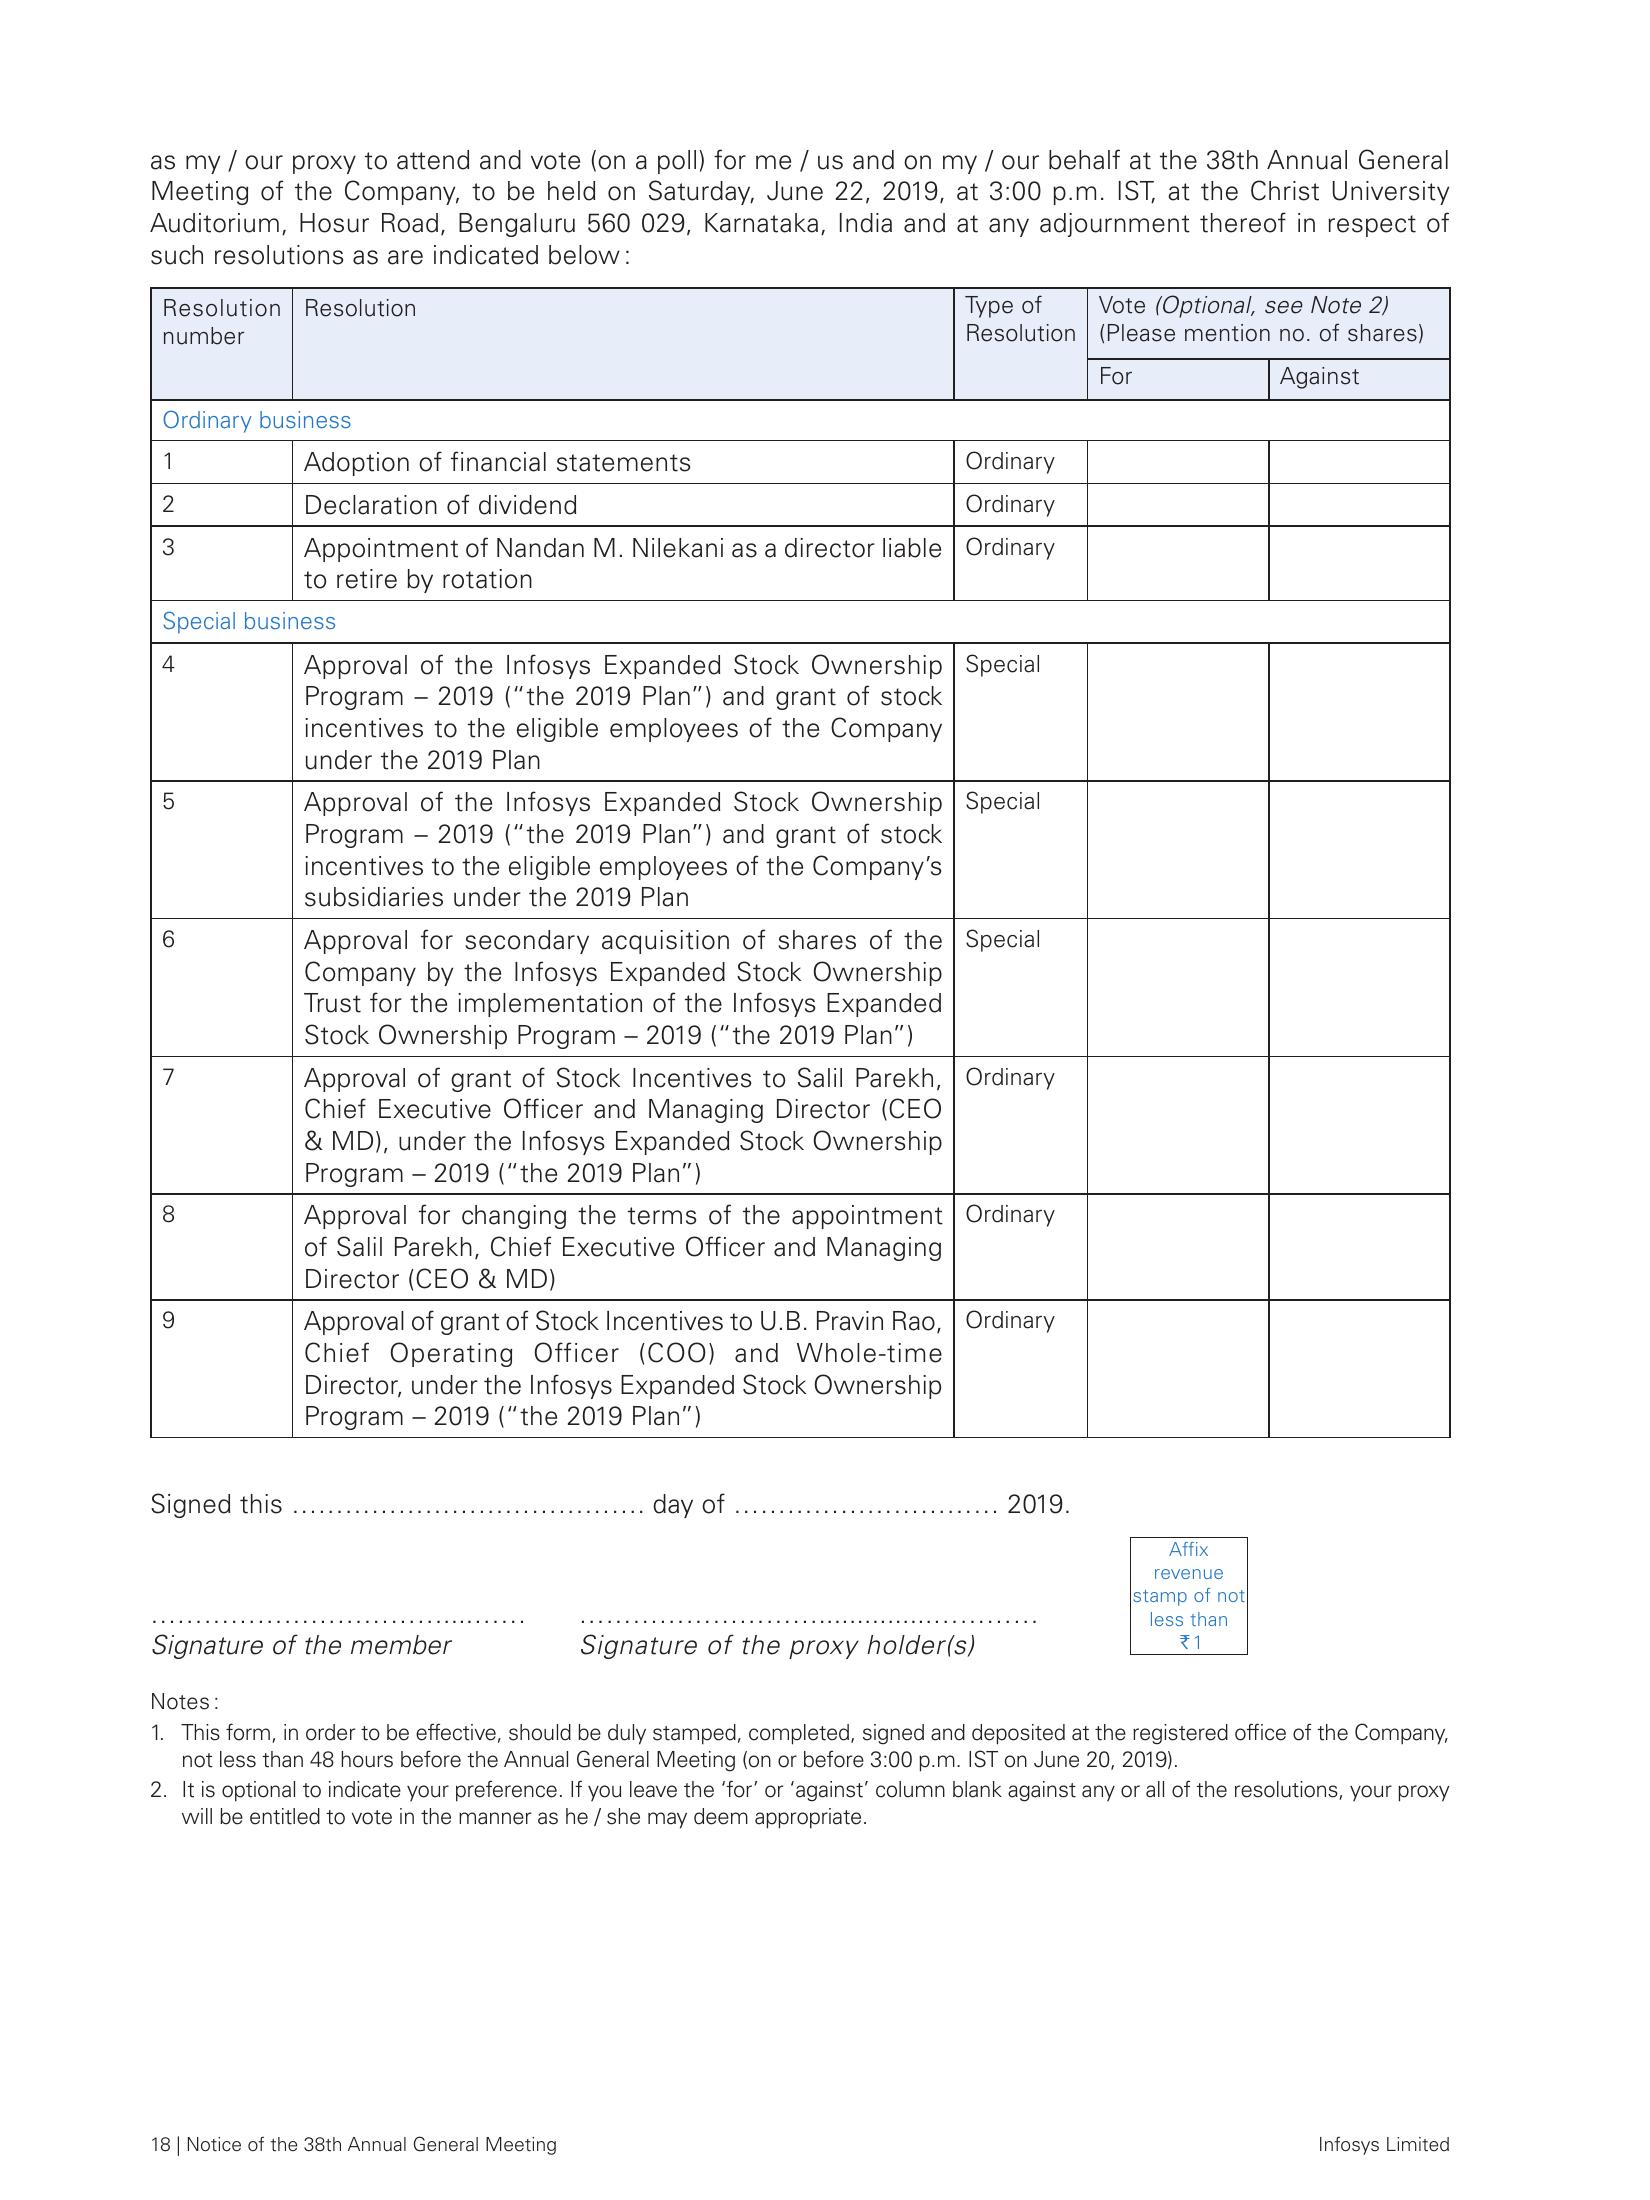 as my / our proxy to attend and vote (on a poll) for me / us and on my / our behalf at the 38th Annual General
Meeting of the Company, to be held on Saturday, June 22, 2019, at 3:00 p.m. IST, at the Christ University
Auditorium, Hosur Road, Bengaluru 560 029, Karnataka, India and at any adjournment thereof in respect of
such resolutions as are indicated below :
Resolution number
Resolution
Type of Resolution
Vote (Optional, see Note 2)
(Please mention no. of shares)
For
Against
Ordinary business
1
Adoption of financial statements
Ordinary
2
Declaration of dividend
Ordinary
3
Appointment of Nandan M. Nilekani as a director liable
to retire by rotation
Ordinary
Special business
4
Approval of the Infosys Expanded Stock Ownership
Program – 2019 (“the 2019 Plan”) and grant of stock
incentives to the eligible employees of the Company
under the 2019 Plan
Special
5
Approval of the Infosys Expanded Stock Ownership
Program – 2019 (“the 2019 Plan”) and grant of stock
incentives to the eligible employees of the Company’s
subsidiaries under the 2019 Plan
Special
6
Approval for secondary acquisition of shares of the
Company by the Infosys Expanded Stock Ownership
Trust for the implementation of the Infosys Expanded
Stock Ownership Program – 2019 (“the 2019 Plan”)
Special
7
Approval of grant of Stock Incentives to Salil Parekh,
Chief Executive Officer and Managing Director (CEO
& MD), under the Infosys Expanded Stock Ownership
Program – 2019 (“the 2019 Plan”)
Ordinary
8
Approval for changing the terms of the appointment
of Salil Parekh, Chief Executive Officer and Managing
Director (CEO & MD)
Ordinary
9
Approval of grant of Stock Incentives to U.B. Pravin Rao,
Chief Operating Officer (COO) and Whole-time
Director, under the Infosys Expanded Stock Ownership
Program – 2019 (“the 2019 Plan”)
Ordinary
Signed this ........................................ day of .............................. 2019.
Affix
revenue
stamp of not
less than
₹ 1
Signature of the member
Signature of the proxy holder(s)
Notes :
1. This form, in order to be effective, should be duly stamped, completed, signed and deposited at the registered office of the Company,
not less than 48 hours before the Annual General Meeting (on or before 3:00 p.m. IST on June 20, 2019).
2. It is optional to indicate your preference. If you leave the ‘for’ or ‘against’ column blank against any or all of the resolutions, your proxy
will be entitled to vote in the manner as he / she may deem appropriate.
18 | Notice of the 38th Annual General Meeting
Infosys Limited